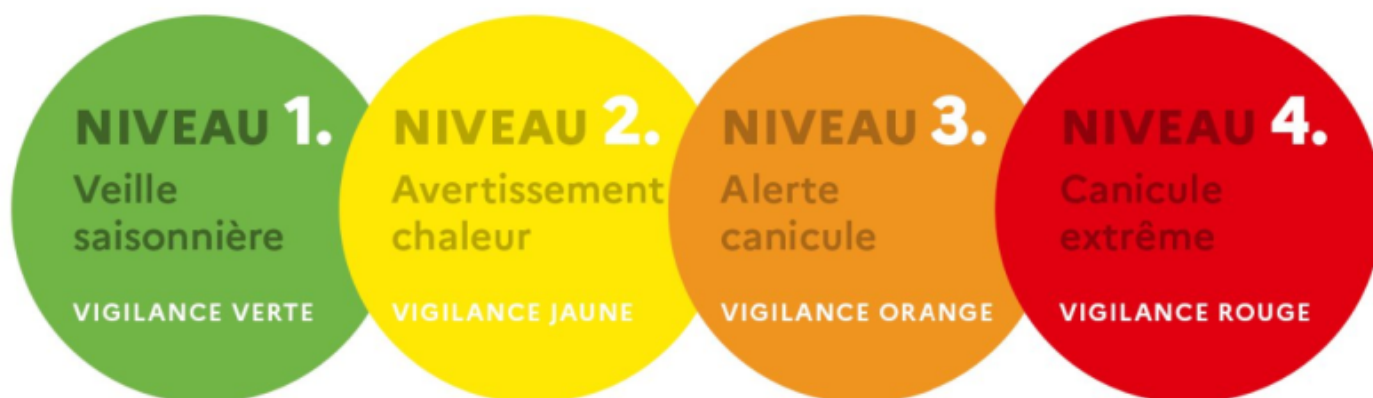 NIVEAU 1.
Veille
saisonnière
VIGILANCE VERTE
NIVEAU 2.
Avertissement
chaleur
VIGILANCE JAUNE
NIVEAU 3.
Alerte
canicule
VIGILANCE ORANGE
NIVEAU 4.
Canicule
extrême
VIGILANCE ROUGE